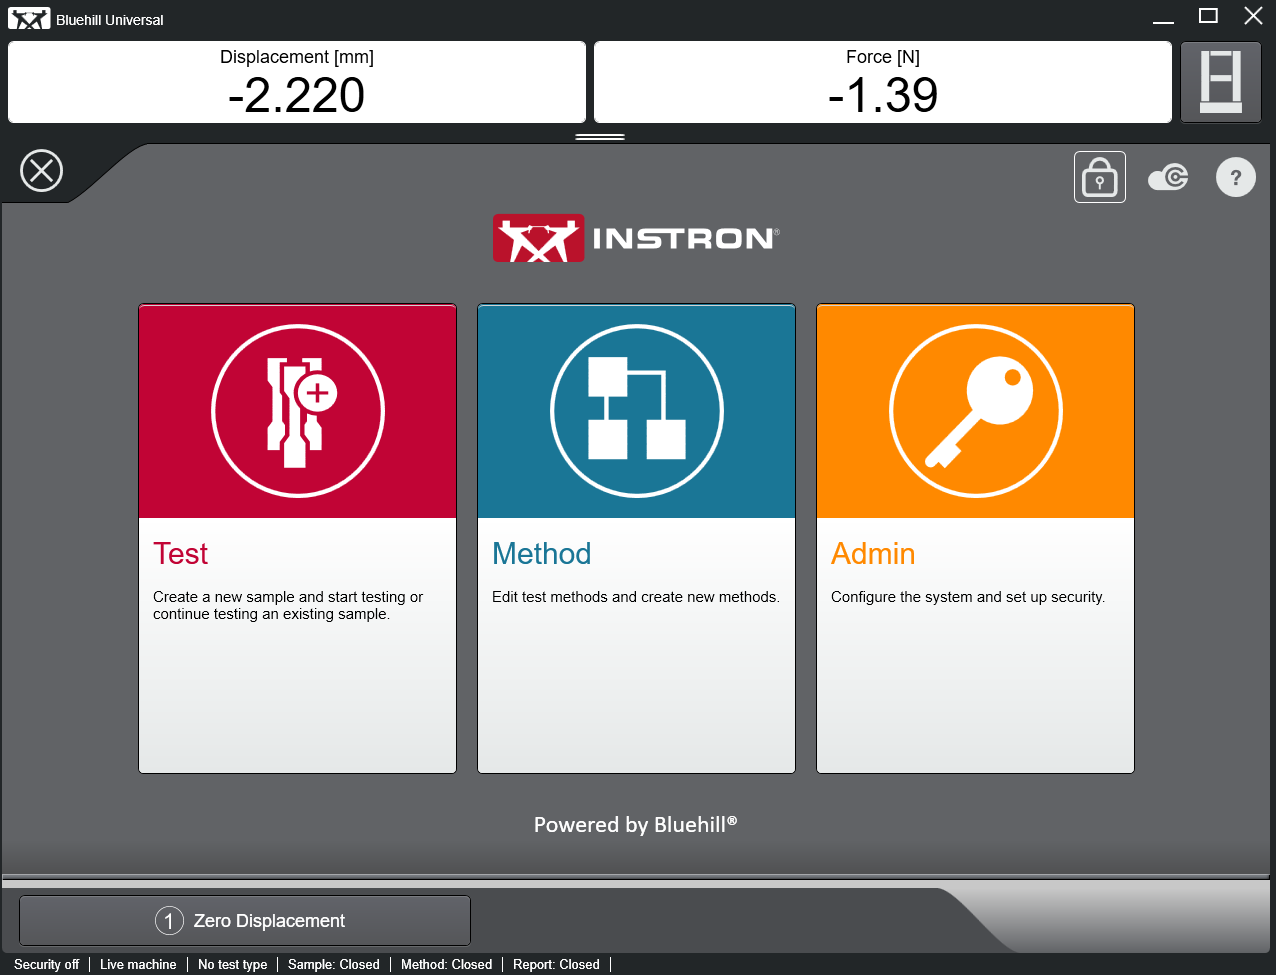 Bluehill Universal
Displacement [mm]
-2.220
Force [N]
-1.39
?
INSTRON®
Test
Create a new sample and start testing or
continue testing an existing sample.
Method
Edit test methods and create new methods.
Admin
Configure the system and set up security.
Powered by Bluehill®
1 Zero Displacement
Security off | Live machine | No test type | Sample: Closed | Method: Closed | Report: Closed |